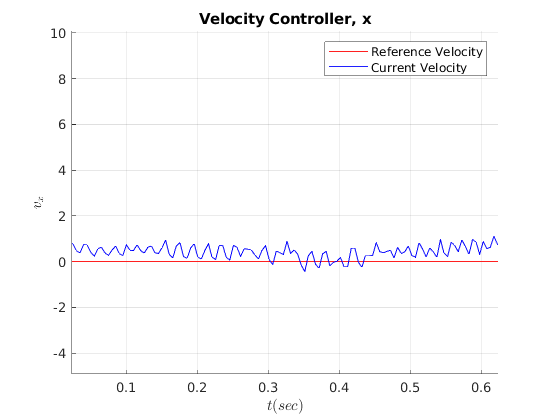 Velocity Controller, x
10
8
6
4
2
0
-2
-4
v_x
Reference Velocity
Current Velocity
0.1 0.2 0.3 0.4 0.5 0.6
t(sec)